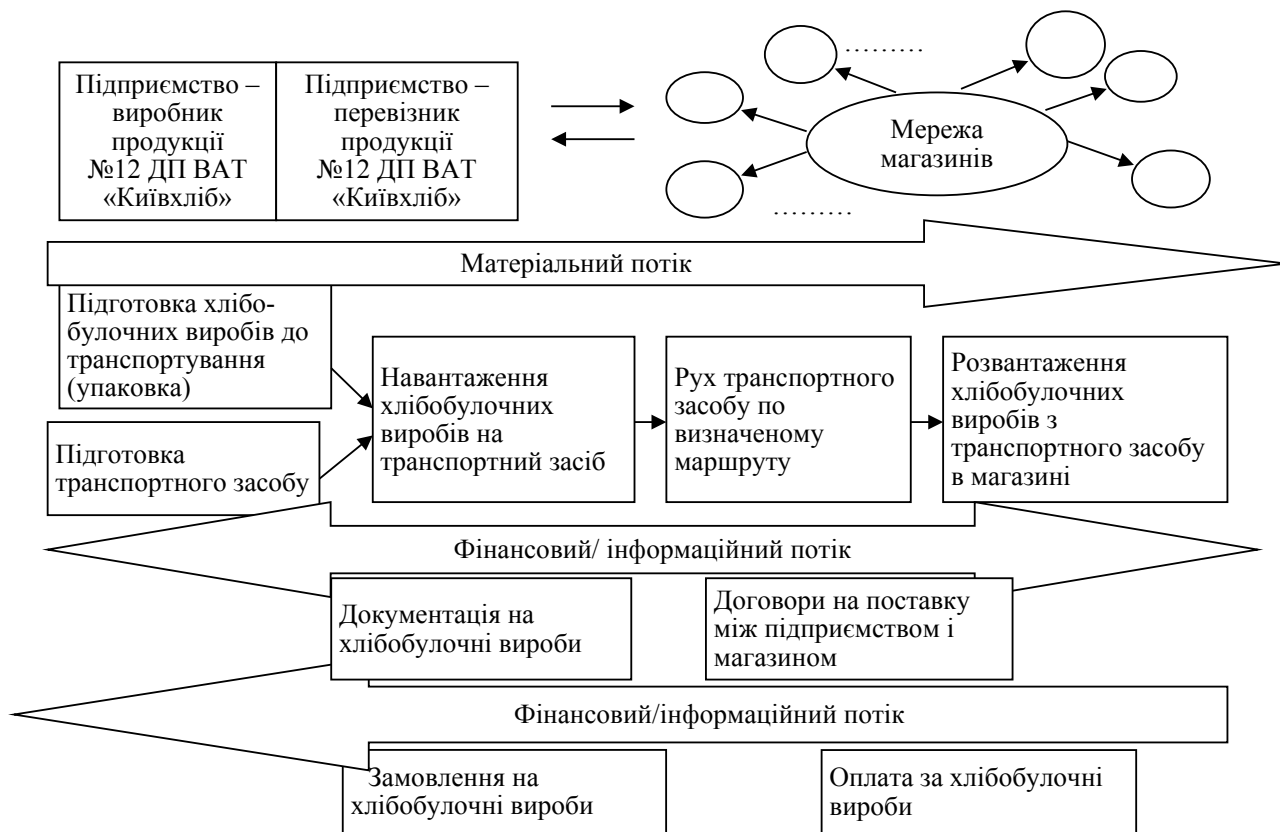 Підприємство –
виробник
продукції
№12 ДП ВАТ
«Київхліб»
Підприємство –
перевізник
продукції
№12 ДП ВАТ
«Київхліб»
………
Мережа
магазинів
………
Матеріальний потік
Підготовка хлібо-
булочних виробів до
транспортування
(упаковка)
Підготовка
транспортного засобу
Навантаження
хлібобулочних
виробів на
транспортний засіб
Рух транспортного
засобу по
визначеному
маршруту
Розвантаження
хлібобулочних
виробів з
транспортного засобу
в магазині
Фінансовий/ інформаційний потік
Документація на
хлібобулочні вироби
Договори на поставку
між підприємством і
магазином
Фінансовий/інформаційний потік
Замовлення на
хлібобулочні вироби
Оплата за хлібобулочні
вироби